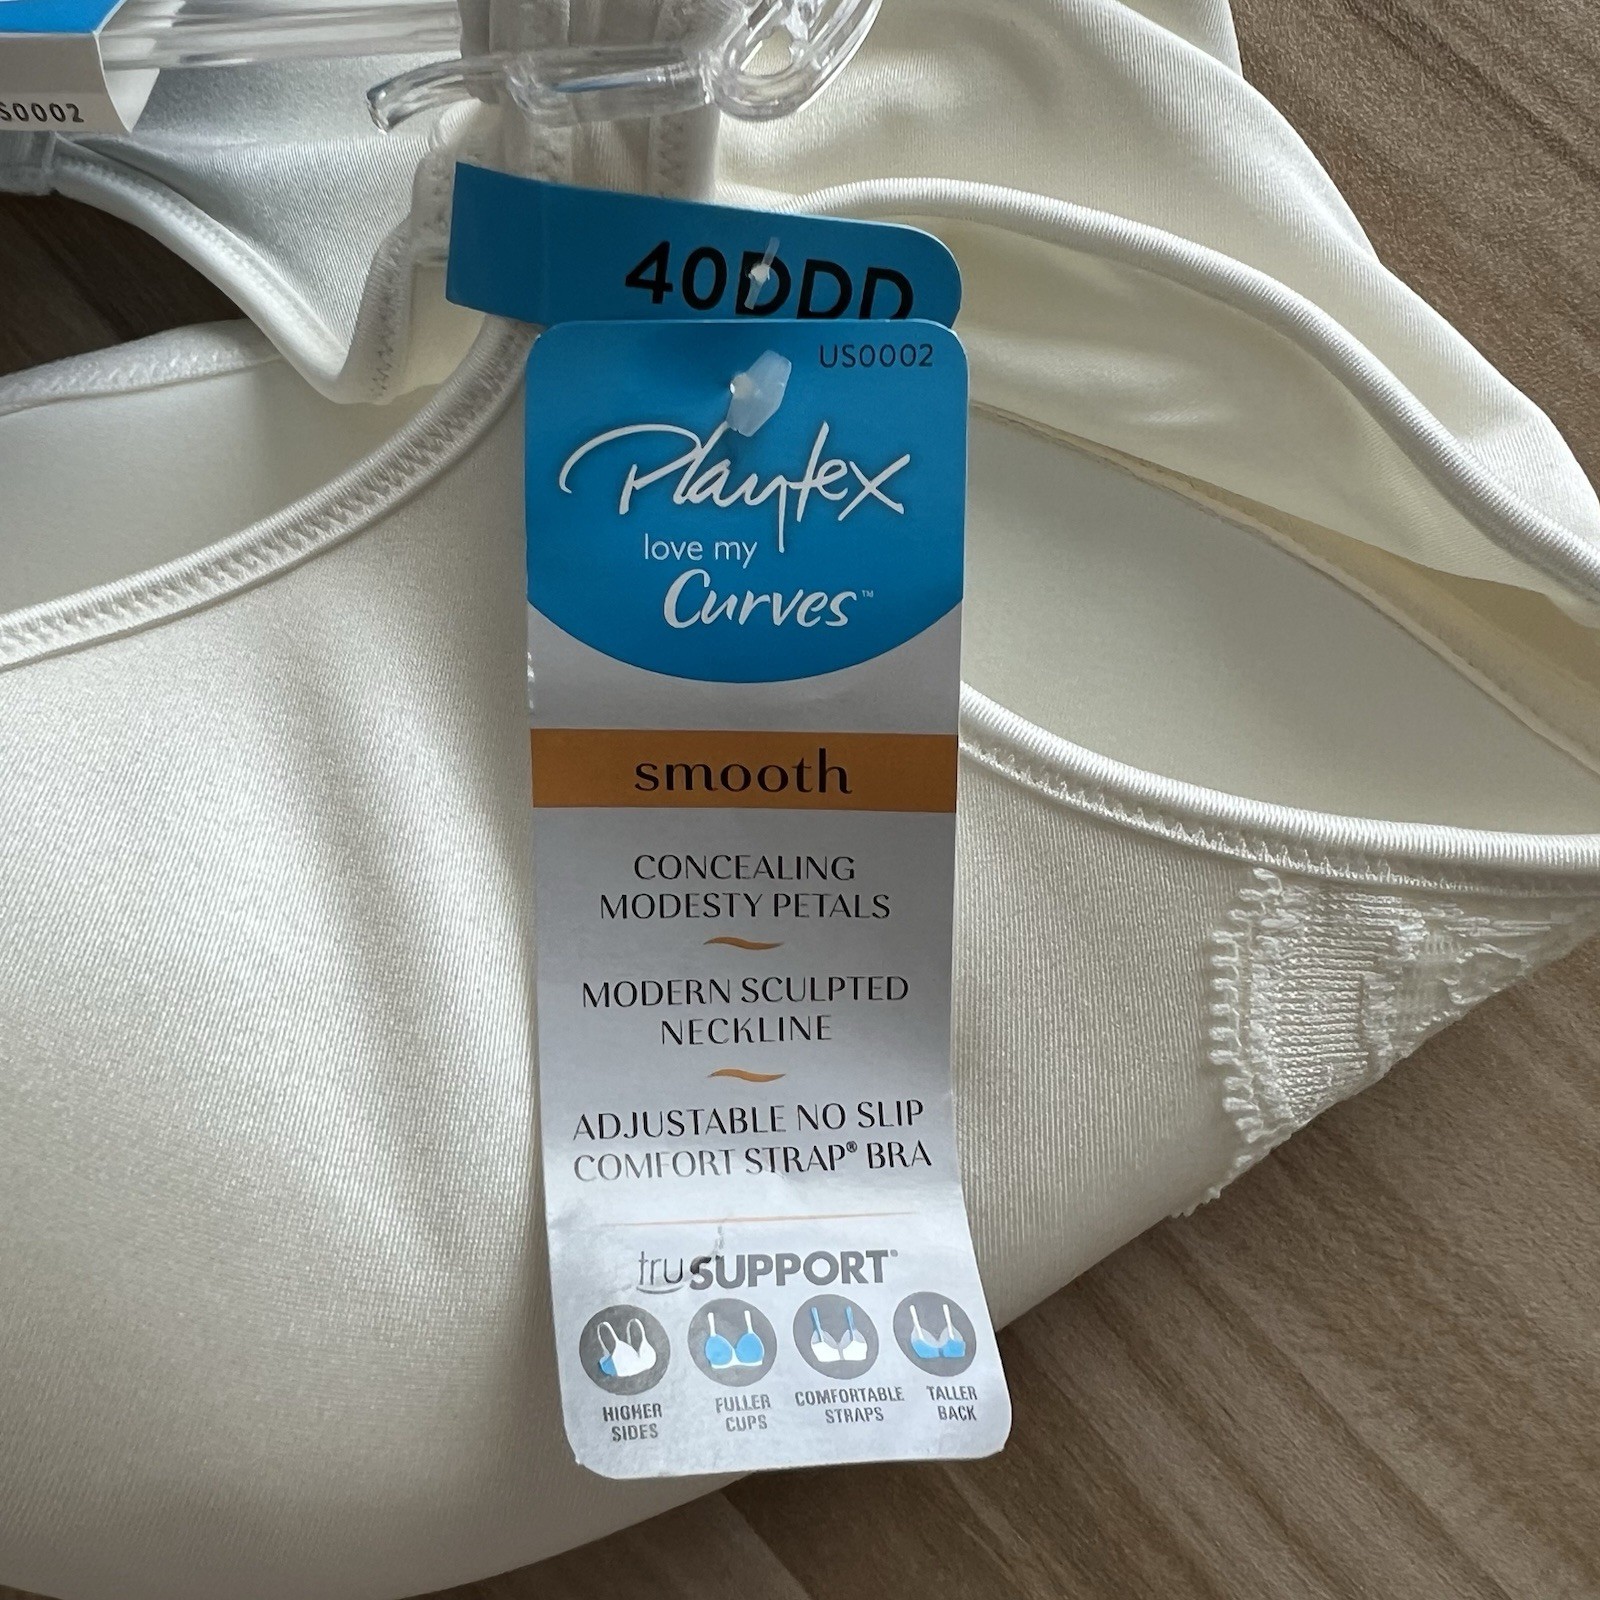 S0002
40DDD
US0002
Playtex
love my
Curves™
smooth
CONCEALING
MODESTY PETALS
MODERN SCULPTED
NECKLINE
ADJUSTABLE NO SLIP
COMFORT STRAP® BRA
truSUPPORT®
HIGHER
SIDES
FULLER
CUPS
COMFORTABLE
STRAPS
TALLER
BACK